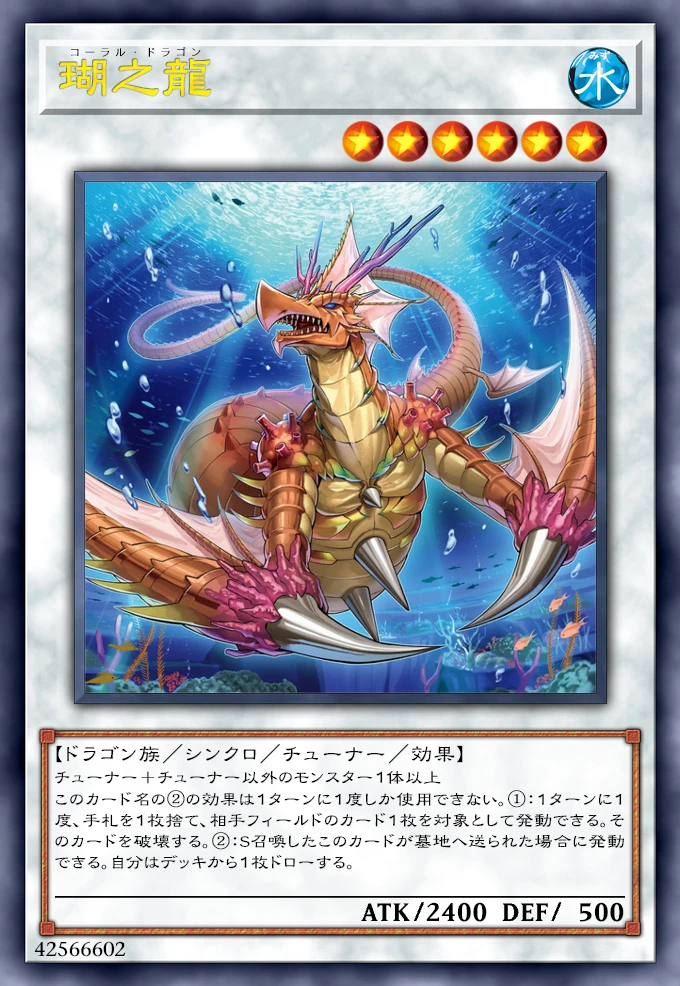 コーラル・ドラゴン
瑚之龍
みず
水
【ドラゴン族／シンクロ／チューナー／効果】
チューナー＋チューナー以外のモンスター1体以上
このカード名の②の効果は1ターンに1度しか使用できない。①：1ターンに1
度、手札を1枚捨て、相手フィールドのカード1枚を対象として発動できる。そ
のカードを破壊する。②：S召喚したこのカードが墓地へ送られた場合に発動
できる。自分はデッキから1枚ドローする。
ATK/2400 DEF/ 500
42566602